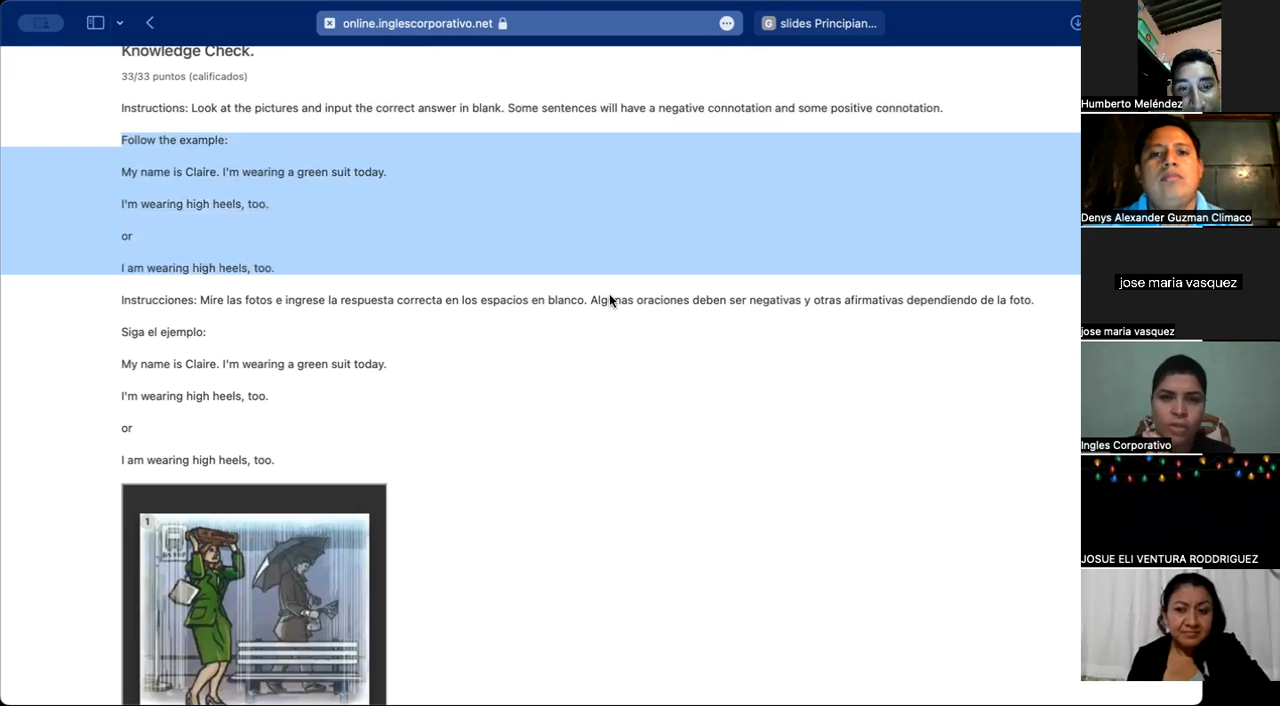 online.inglescorporativo.net
G slides Principian...
Knowledge Check.
33/33 puntos (calificados)
Instructions: Look at the pictures and input the correct answer in blank. Some sentences will have a negative connotation and some positive connotation.
Follow the example:
My name is Claire. I'm wearing a green suit today.
I'm wearing high heels, too.
or
I am wearing high heels, too.
Instrucciones: Mire las fotos e ingrese la respuesta correcta en los espacios en blanco. Algunas oraciones deben ser negativas y otras afirmativas dependiendo de la foto.
Siga el ejemplo:
My name is Claire. I'm wearing a green suit today.
I'm wearing high heels, too.
or
I am wearing high heels, too.
1
Humberto Meléndez
Denys Alexander Guzman Climaco
jose maria vasquez
jose maria vasquez
Ingles Corporativo
JOSUE ELI VENTURA RODDRIGUEZ